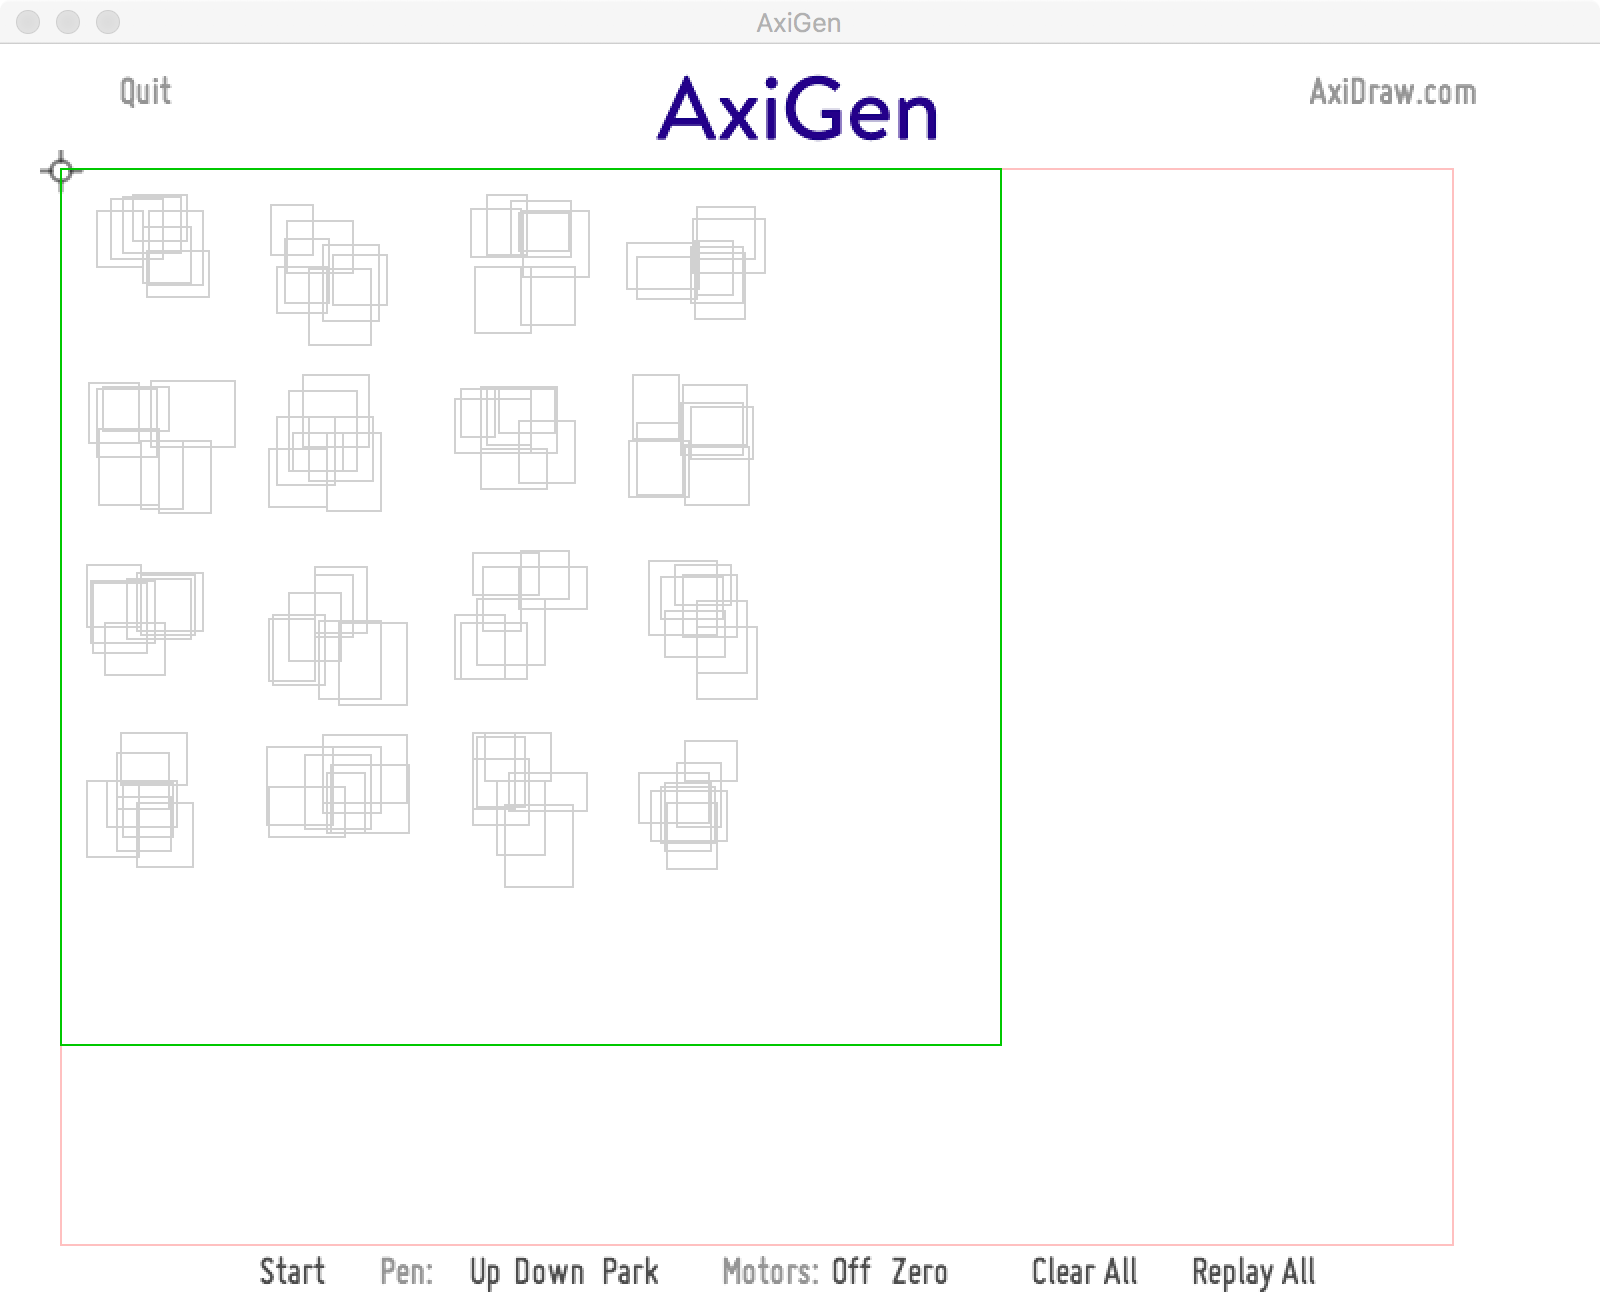 AxiGen
Quit AxiGen AxiDraw.com
Start Pen: Up Down Park Motors: Off Zero Clear All Replay All